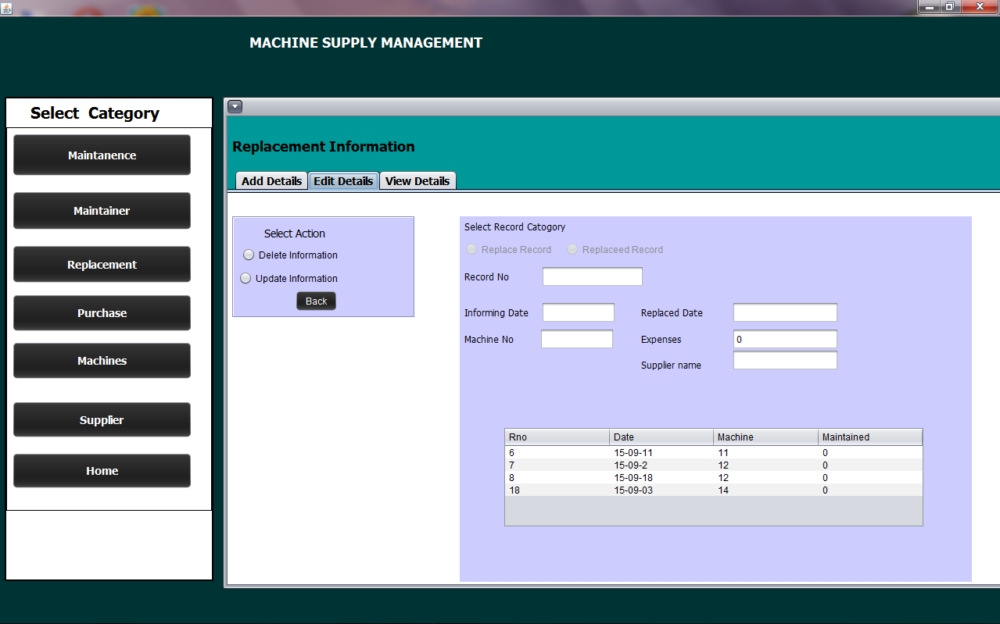 MACHINE SUPPLY MANAGEMENT
Select Category
Maintanence
Maintainer
Replacement
Purchase
Machines
Supplier
Home
Replacement Information
Add Details Edit Details View Details
Select Action
Delete Information
Update Information
Back
Select Record Catogory
Replace Record Replaceed Record
Record No
Informing Date Replaced Date
Machine No Expenses 0
Supplier name
Rno Date Machine Maintained
6 15-09-11 11 0
7 15-09-2 12 0
8 15-09-18 12 0
18 15-09-03 14 0